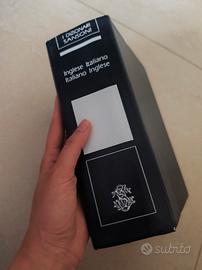 I DIZIONARI
SANSONI
Inglese Italiano
Italiano Inglese
subito